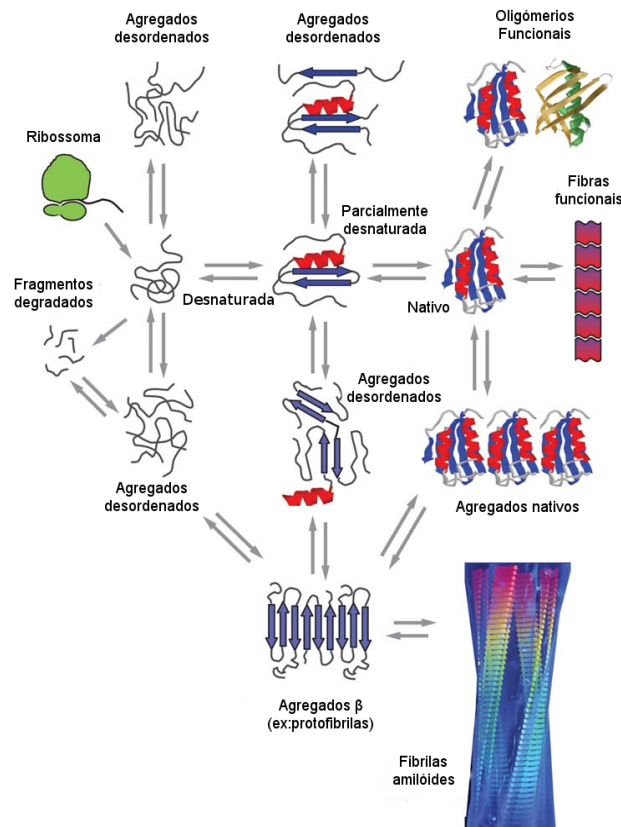 Agregados
desordenados
Agregados
desordenados
Oligómerios
Funcionais
Ribossoma
Fibras
funcionais
Parcialmente
desnaturada
Fragmentos
degradados
Desnaturada
Nativo
Agregados
desordenados
Agregados
desordenados
Agregados nativos
Agregados β
(ex:protofibrilas)
Fibrilas
amilóides